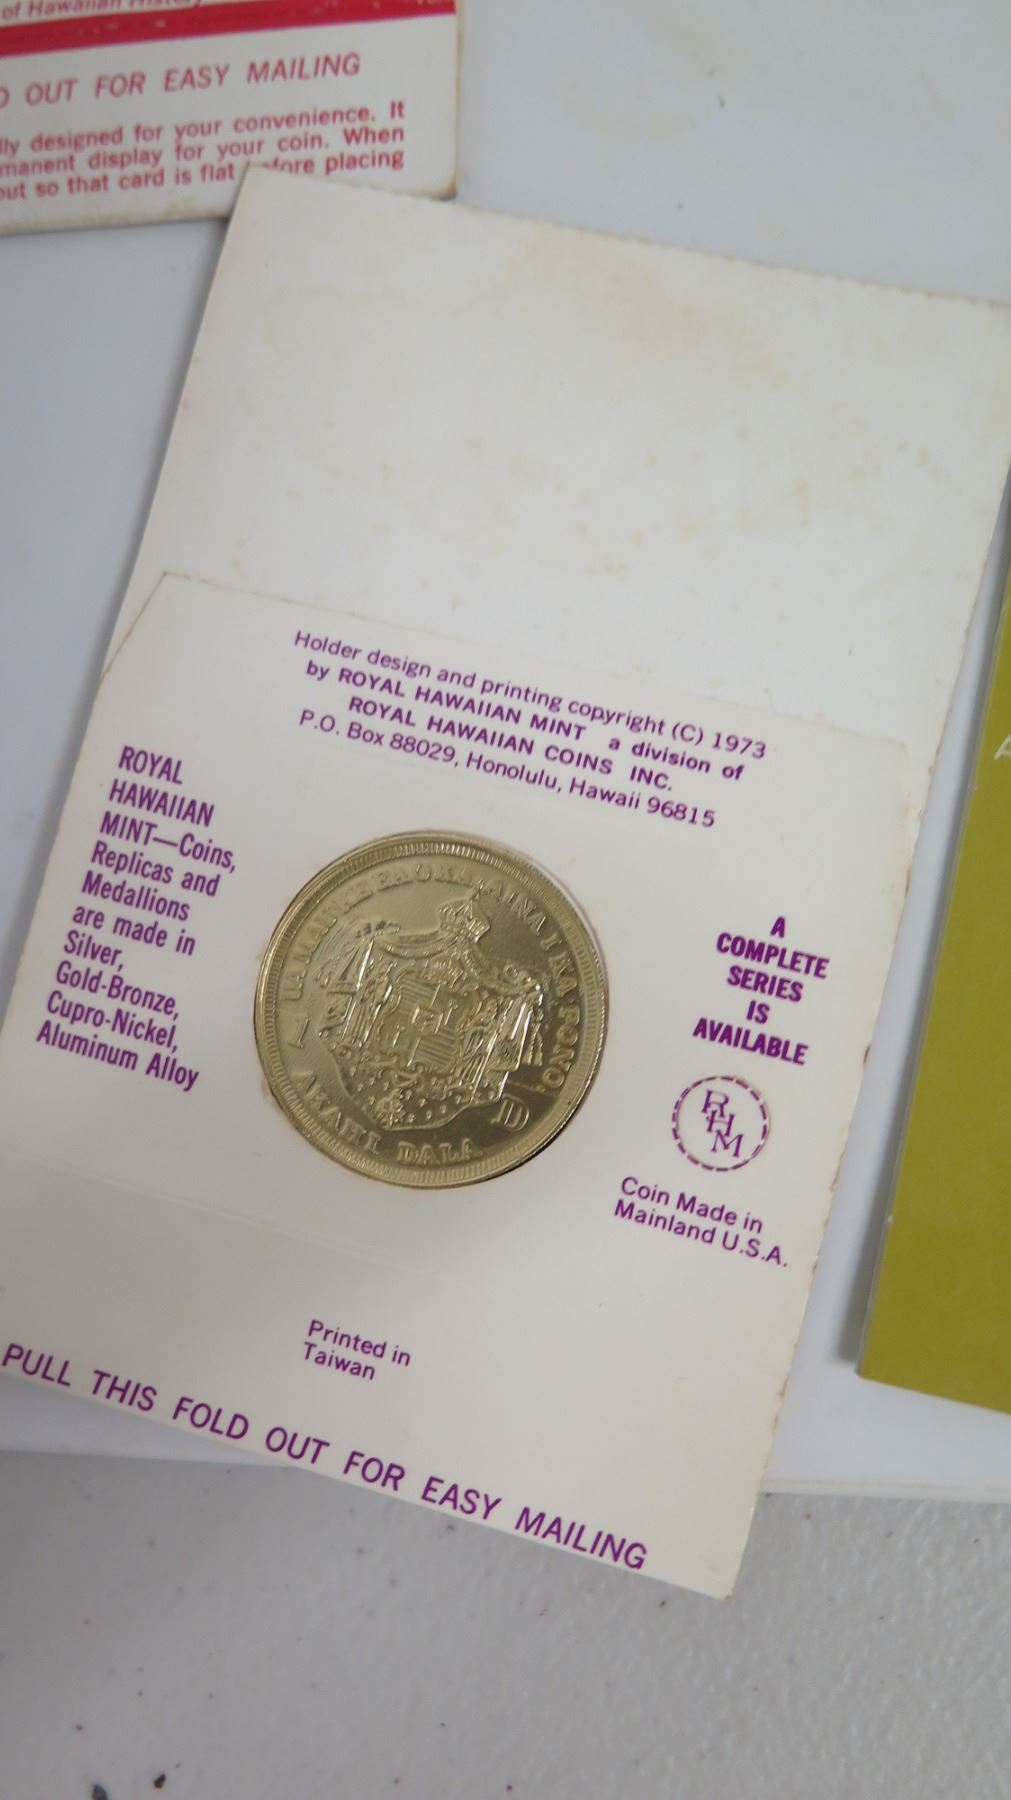 of Hawaiian History
OUT FOR EASY MAILING
designed for your convenience. It
display for your coin. When
out so that card is flat before placing
Holder design and printing copyright (C) 1973
by ROYAL HAWAIIAN MINT a division of
ROYAL HAWAIIAN COINS INC.
P.O. Box 88029, Honolulu, Hawaii 96815
ROYAL
HAWAIIAN
MINT—Coins,
Replicas and
Medallions
are made in
Silver,
Gold-Bronze,
Cupro-Nickel,
Aluminum Alloy
UA MAU KE EA O KA AINA I KA PONO
AKAHI DALA
1D
A
COMPLETE
SERIES
IS
AVAILABLE
RHM
Coin Made in
Mainland U.S.A.
Printed in
Taiwan
PULL THIS FOLD OUT FOR EASY MAILING